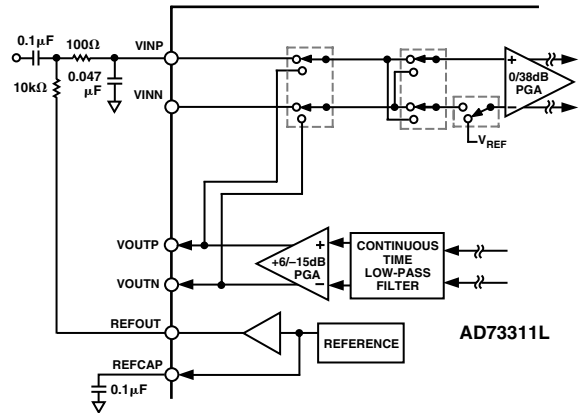 0.1µF
100Ω
VINP
10kΩ
0.047
µF
VINN
+
−
0/38dB
PGA
VREF
VOUTP
VOUTN
+
−
+6/–15dB
PGA
CONTINUOUS
TIME
LOW-PASS
FILTER
REFOUT
REFERENCE
AD73311L
REFCAP
0.1µF